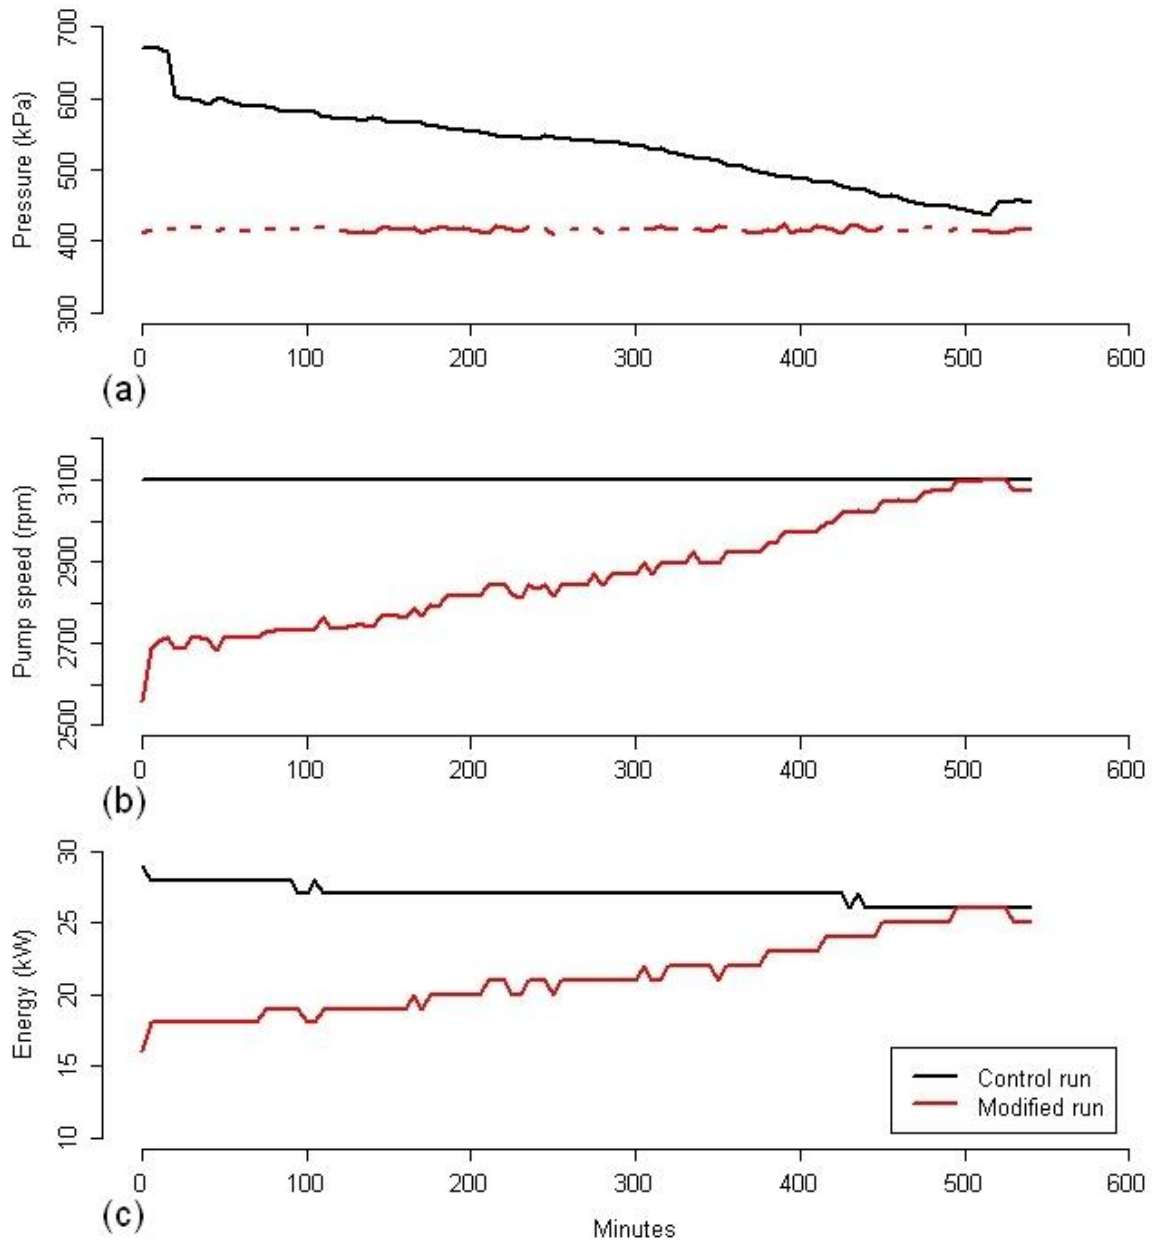 Pressure (kPa)
700
600
500
400
300
0 100 200 300 400 500 600
(a)
Pump speed (rpm)
3100
2900
2700
2500
0 100 200 300 400 500 600
(b)
Energy (kW)
30
25
20
15
10
Control run
Modified run
0 100 200 300 400 500 600
(c)
Minutes